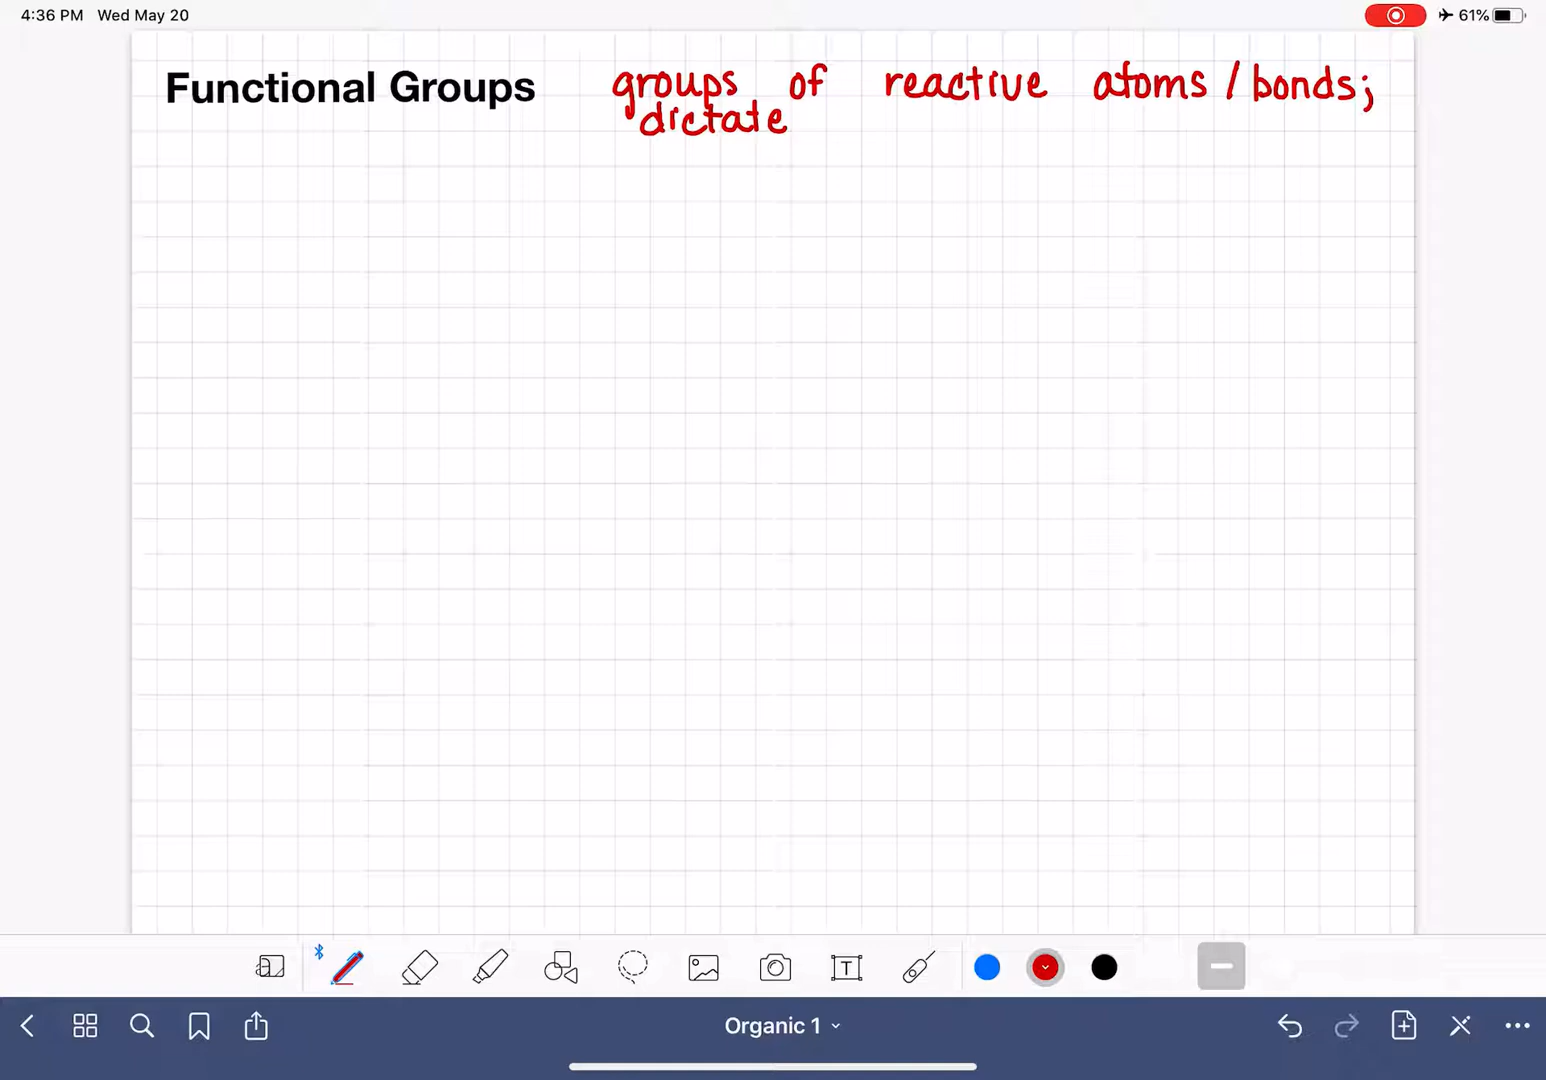 4:36 PM Wed May 20
61%
Functional Groups groups of reactive atoms / bonds;
dictate
T
Organic 1